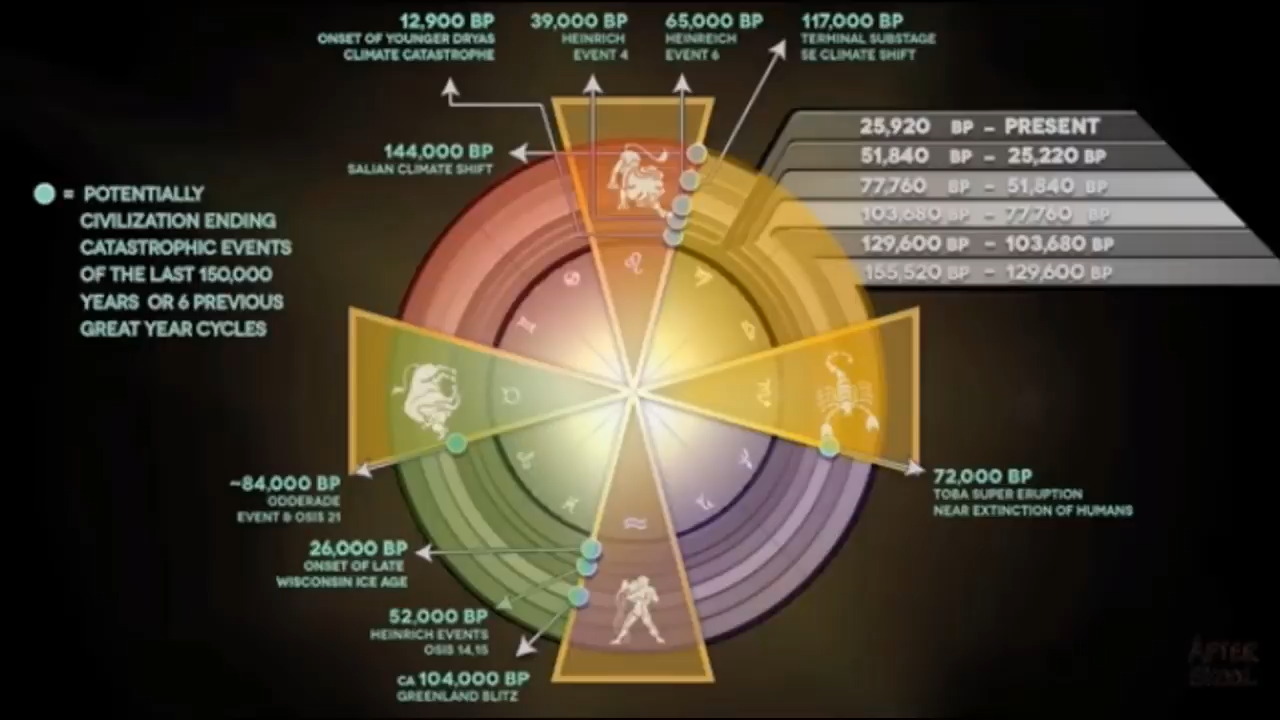 12,900 BP
ONSET OF YOUNGER DRYAS
CLIMATE CATASTROPHE
39,000 BP
HEINRICH
EVENT 4
65,000 BP
HEINREICH
EVENT 6
117,000 BP
TERMINAL SUBSTAGE
5E CLIMATE SHIFT
144,000 BP
SALIAN CLIMATE SHIFT
25,920 BP – PRESENT
51,840 BP – 25,220 BP
77,760 BP – 51,840 BP
103,680 BP – 77,760 BP
129,600 BP – 103,680 BP
155,520 BP – 129,600 BP
= POTENTIALLY
CIVILIZATION ENDING
CATASTROPHIC EVENTS
OF THE LAST 150,000
YEARS OR 6 PREVIOUS
GREAT YEAR CYCLES
~84,000 BP
ODDERADE
EVENT & OSIS 21
72,000 BP
TOBA SUPER ERUPTION
NEAR EXTINCTION OF HUMANS
26,000 BP
ONSET OF LATE
WISCONSIN ICE AGE
52,000 BP
HEINRICH EVENTS
OSIS 14,15
CA 104,000 BP
GREENLAND BLITZ
AFTER
SKOOL